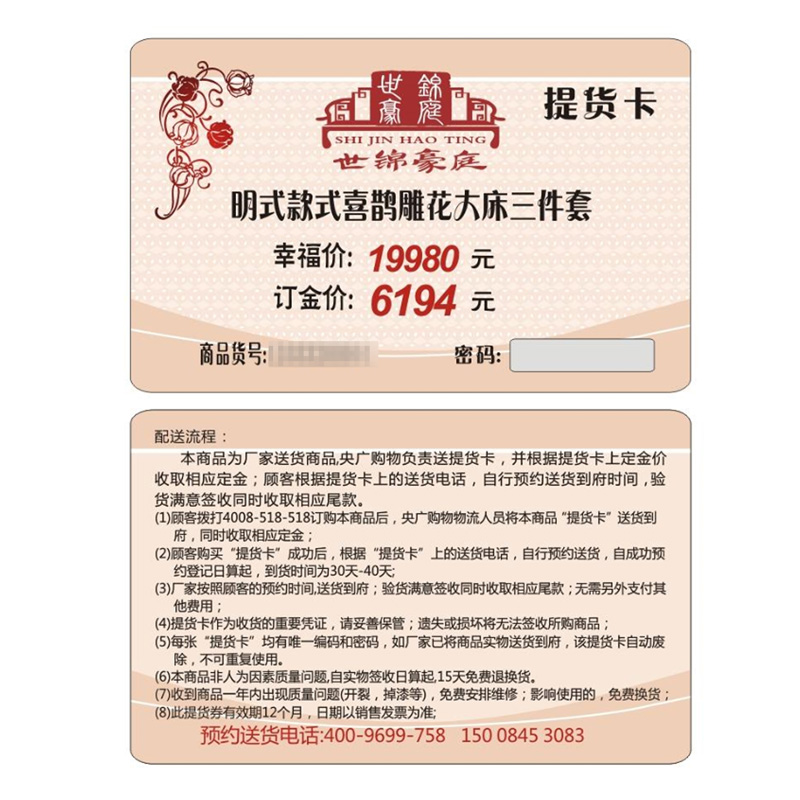 世豪
錦庭
SHI JIN HAO TING
世锦豪庭
提货卡
明式款式喜鹊雕花大床三件套
幸福价: 19980 元
订金价: 6194 元
商品货号:
密码:
配送流程：
本商品为厂家送货商品,央广购物负责送提货卡，并根据提货卡上定金价
收取相应定金；顾客根据提货卡上的送货电话，自行预约送货到府时间，验
货满意签收同时收取相应尾款。
(1)顾客拨打4008-518-518订购本商品后，央广购物物流人员将本商品“提货卡”送货到
府，同时收取相应定金；
(2)顾客购买“提货卡”成功后，根据“提货卡”上的送货电话，自行预约送货，自成功预
约登记日算起，到货时间为30天-40天;
(3)厂家按照顾客的预约时间,送货到府；验货满意签收同时收取相应尾款；无需另外支付其
他费用；
(4)提货卡作为收货的重要凭证，请妥善保管；遗失或损坏将无法签收所购商品；
(5)每张“提货卡”均有唯一编码和密码，如厂家已将商品实物送货到府，该提货卡自动废
除，不可重复使用。
(6)本商品非人为因素质量问题,自实物签收日算起,15天免费退换货。
(7)收到商品一年内出现质量问题(开裂，掉漆等)，免费安排维修；影响使用的，免费换货；
(8)此提货券有效期12个月，日期以销售发票为准;
预约送货电话:400-9699-758 150 0845 3083